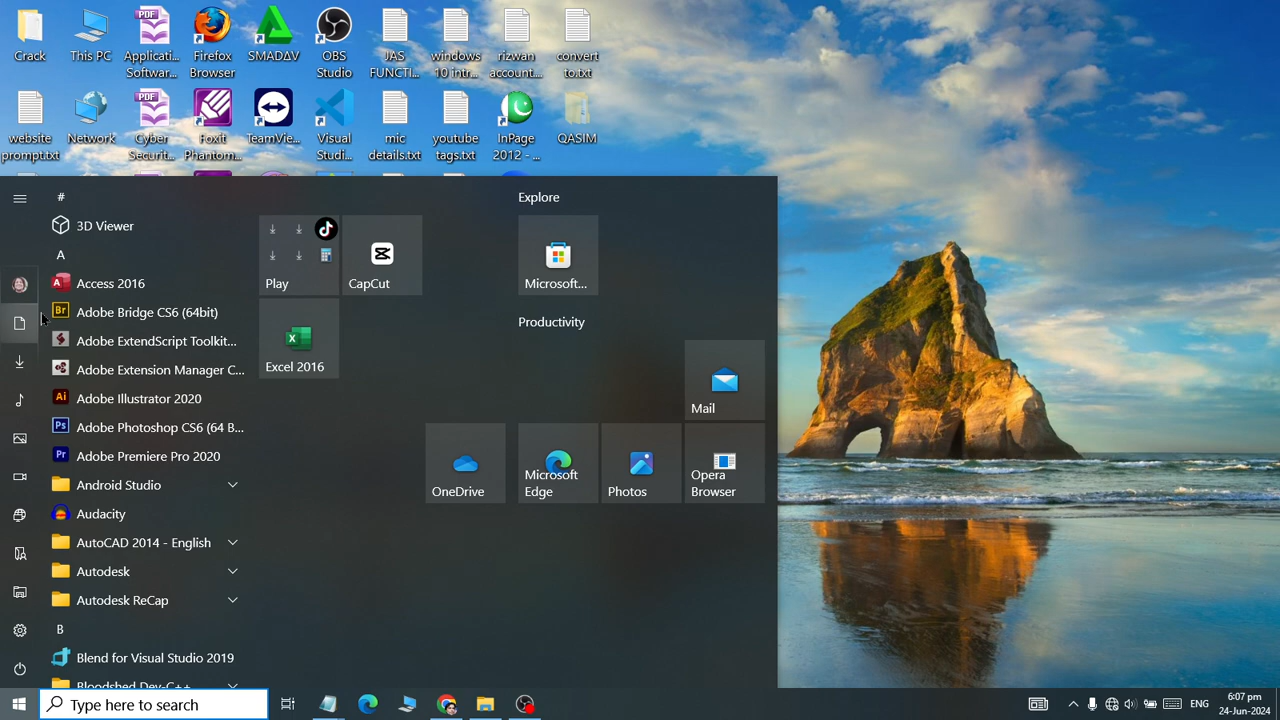 Crack
This PC
Applicati...
Softwar...
Firefox
Browser
SMADΔV
OBS
Studio
JAS
FUNCTI...
windows
10 intr...
rizwan
account....
convert
to.txt
website
prompt.txt
Network
Cyber
Securit...
Foxit
Phantom...
TeamVie...
Visual
Studi...
mic
details.txt
youtube
tags.txt
InPage
2012 - ...
QASIM
#
3D Viewer
A
Access 2016
Adobe Bridge CS6 (64bit)
Adobe ExtendScript Toolkit...
Adobe Extension Manager C...
Adobe Illustrator 2020
Adobe Photoshop CS6 (64 B...
Adobe Premiere Pro 2020
Android Studio
Audacity
AutoCAD 2014 - English
Autodesk
Autodesk ReCap
B
Blend for Visual Studio 2019
Bloodshed Dev-C++
Play
CapCut
Excel 2016
OneDrive
Explore
Microsoft...
Productivity
Mail
Microsoft
Edge
Photos
Opera
Browser
Type here to search
ENG
6:07 pm
24-Jun-2024